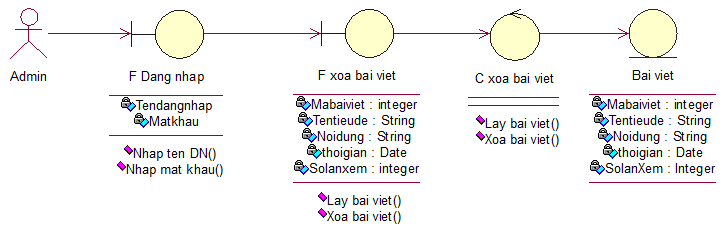 Admin
F Dang nhap
Tendangnhap
Matkhau
Nhap ten DN()
Nhap mat khau()
F xoa bai viet
Mabaiviet : integer
Tentieude : String
Noidung : String
thoigian : Date
Solanxem : integer
Lay bai viet()
Xoa bai viet()
C xoa bai viet
Lay bai viet()
Xoa bai viet()
Bai viet
Mabaiviet : integer
Tentieude : String
Noidung : String
thoigian : Date
SolanXem : Integer